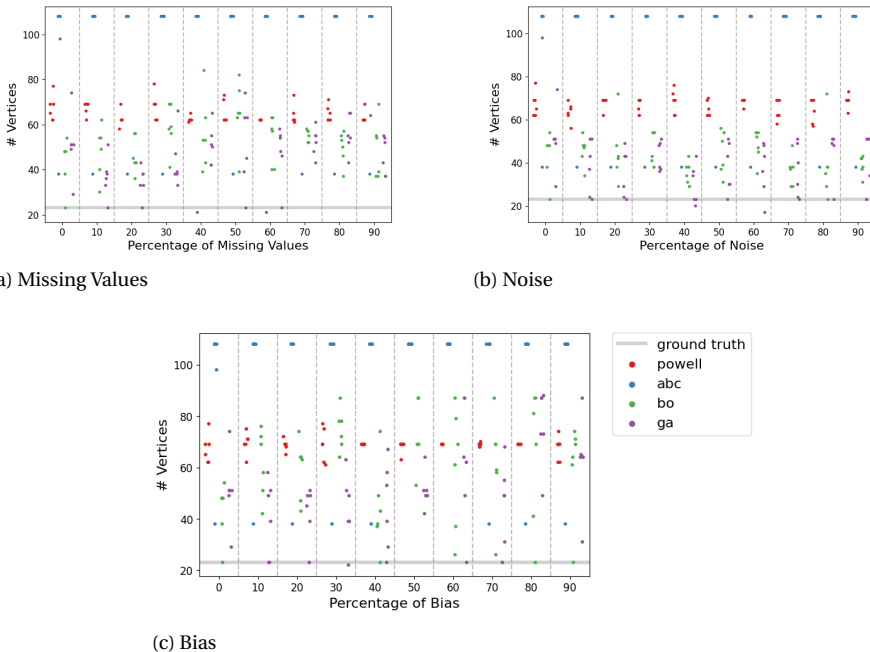 100
80
60
40
20
# Vertices
0 10 20 30 40 50 60 70 80 90
Percentage of Missing Values
a) Missing Values
100
80
60
40
20
# Vertices
0 10 20 30 40 50 60 70 80 90
Percentage of Noise
(b) Noise
100
80
60
40
20
# Vertices
0 10 20 30 40 50 60 70 80 90
Percentage of Bias
ground truth
powell
abc
bo
ga
(c) Bias